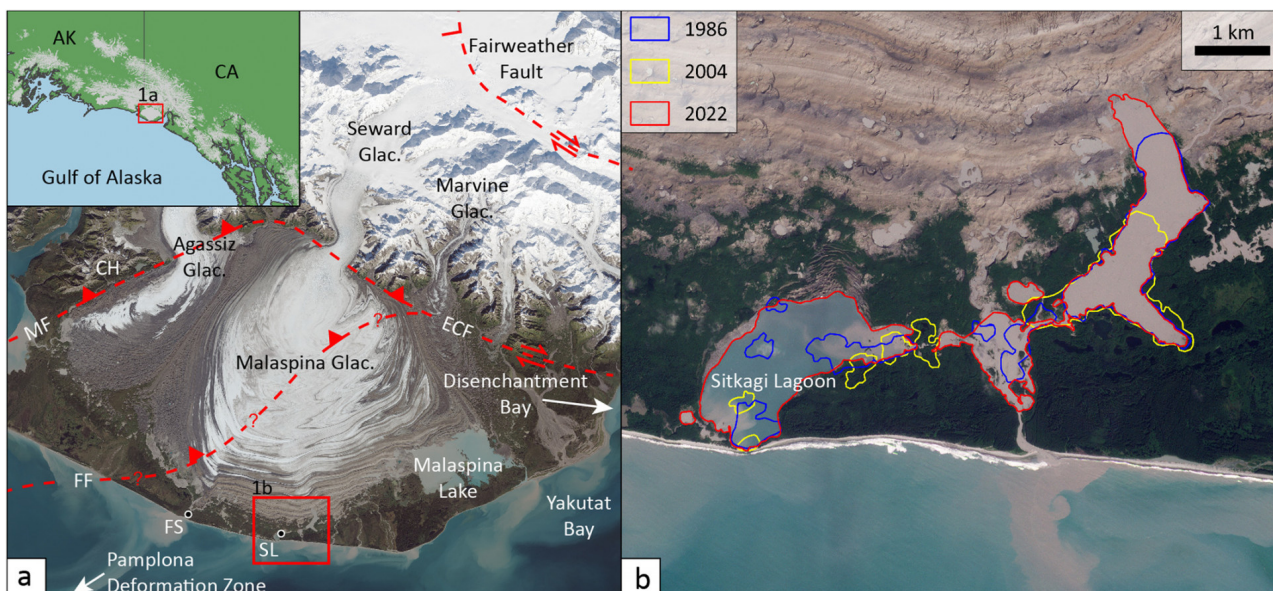 AK
CA
1a
Gulf of Alaska
Fairweather
Fault
Seward
Glac.
Marvine
Glac.
Agassiz
Glac.
CH
MF
ECF
?
Malaspina Glac.
?
Disenchantment
Bay
FF
?
Malaspina
Lake
1b
Yakutat
Bay
FS
SL
Pamplona
Deformation Zone
a
1986
2004
2022
1 km
Sitkagi Lagoon
b